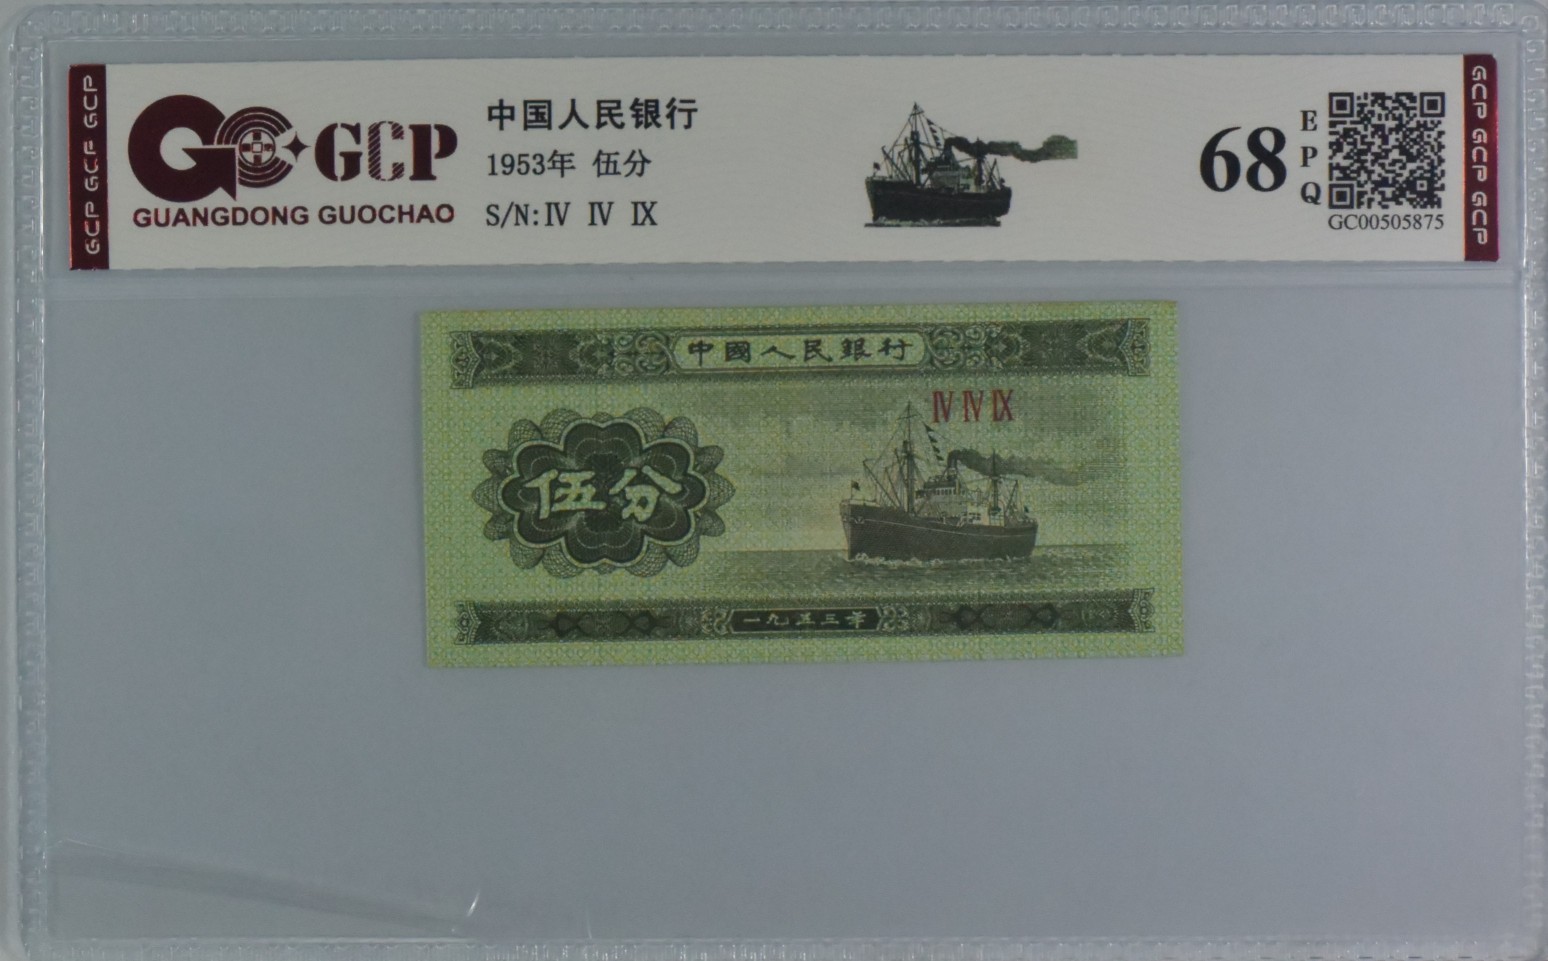 GCP GCP GCP
GCP
GUANGDONG GUOCHAO
中国人民银行
1953年 伍分
S/N:Ⅳ Ⅳ Ⅸ
68
EPQ
GC00505875
GCP GCP GCP
中國人民銀行
Ⅳ Ⅳ Ⅸ
伍分
一九五三年